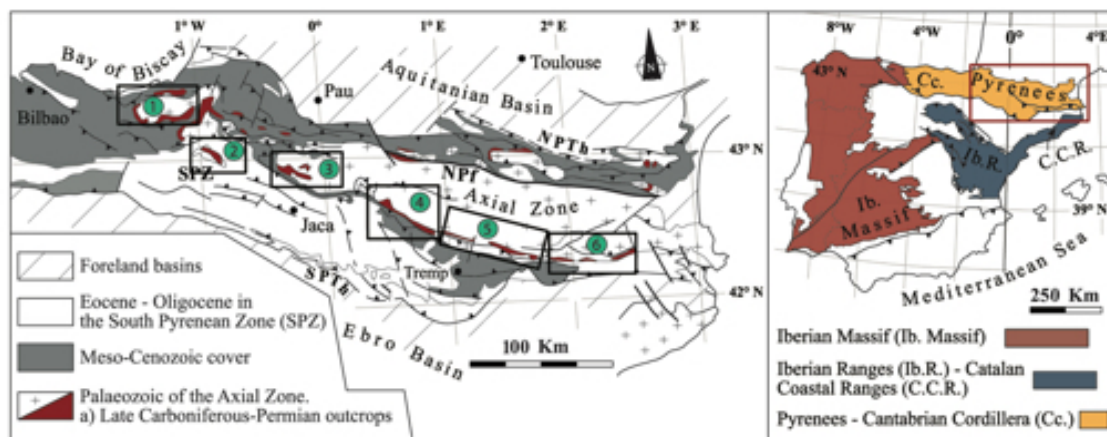 1° W
0°
1° E
2° E
3° E
Bay of Biscay
Toulouse
N
Pau
Aquitanian Basin
Bilbao
1
NPTh
2
43° N
SPZ
3
NPf
4
Axial Zone
Jaca
5
6
Tremp
SPTh
42° N
Ebro Basin
100 Km
Foreland basins
Eocene - Oligocene in
the South Pyrenean Zone (SPZ)
Meso-Cenozoic cover
Palaeozoic of the Axial Zone.
a) Late Carboniferous-Permian outcrops
8° W
4° W
0°
4° E
43° N
Cc.
Pyrenees
Ib.R.
C.C.R.
Ib.
Massif
39° N
Mediterranean Sea
250 Km
Iberian Massif (Ib. Massif)
Iberian Ranges (Ib.R.) - Catalan
Coastal Ranges (C.C.R.)
Pyrenees - Cantabrian Cordillera (Cc.)